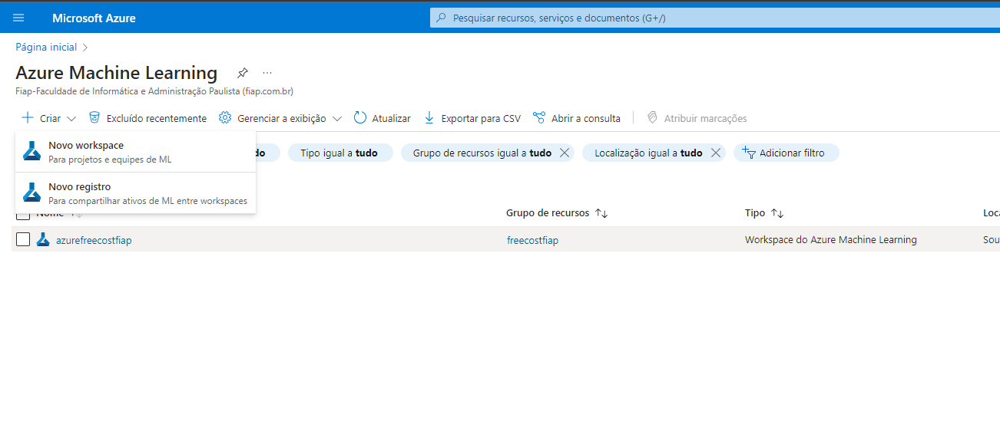 Microsoft Azure
Pesquisar recursos, serviços e documentos (G+/)
Página inicial
Azure Machine Learning
Fiap-Faculdade de Informática e Administração Paulista (fiap.com.br)
Criar Excluído recentemente Gerenciar a exibição Atualizar Exportar para CSV Abrir a consulta Atribuir marcações
Novo workspace
Para projetos e equipes de ML
Novo registro
Para compartilhar ativos de ML entre workspaces
Tipo igual a tudo Grupo de recursos igual a tudo Localização igual a tudo Adicionar filtro
Nome Grupo de recursos Tipo
azurefreecostfiap freecostfiap Workspace do Azure Machine Learning